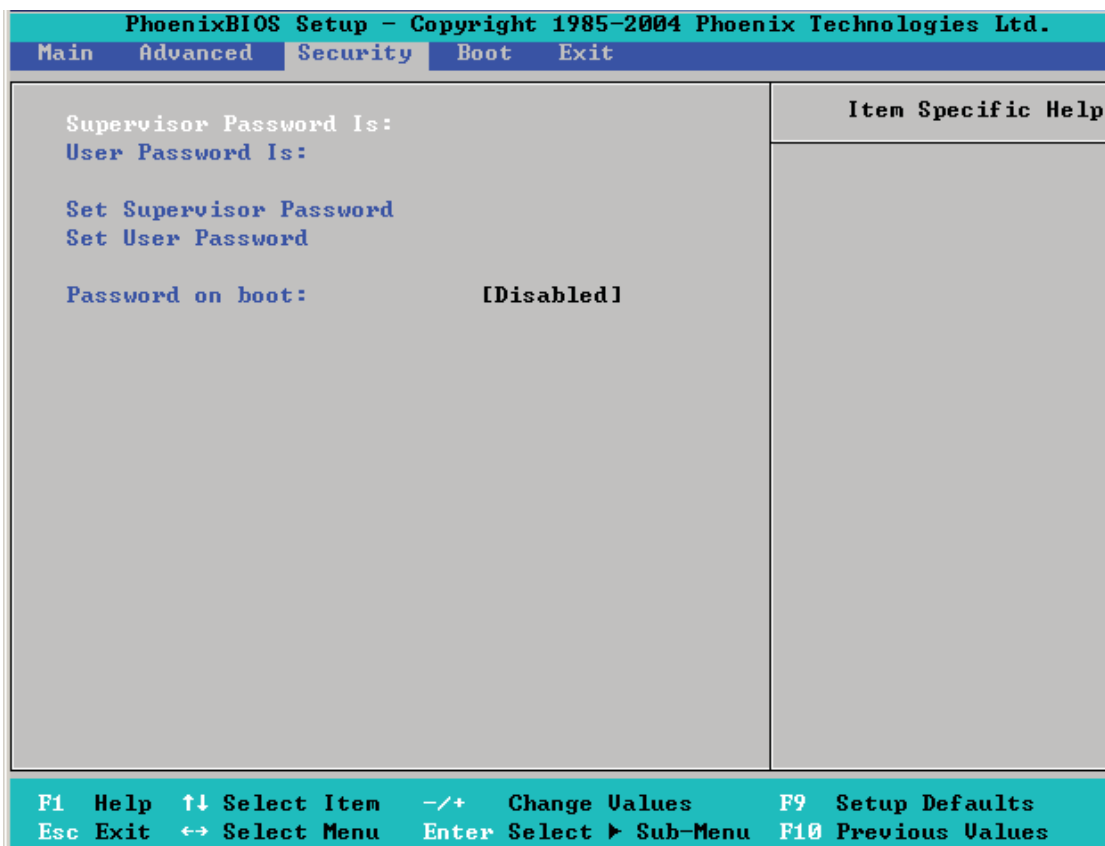 PhoenixBIOS Setup - Copyright 1985-2004 Phoenix Technologies Ltd.
Main Advanced Security Boot Exit
Supervisor Password Is:
User Password Is:
Set Supervisor Password
Set User Password
Password on boot: [Disabled]
Item Specific Help
F1 Help ↑↓ Select Item -/+ Change Values F9 Setup Defaults
Esc Exit ↔ Select Menu Enter Select ▶ Sub-Menu F10 Previous Values